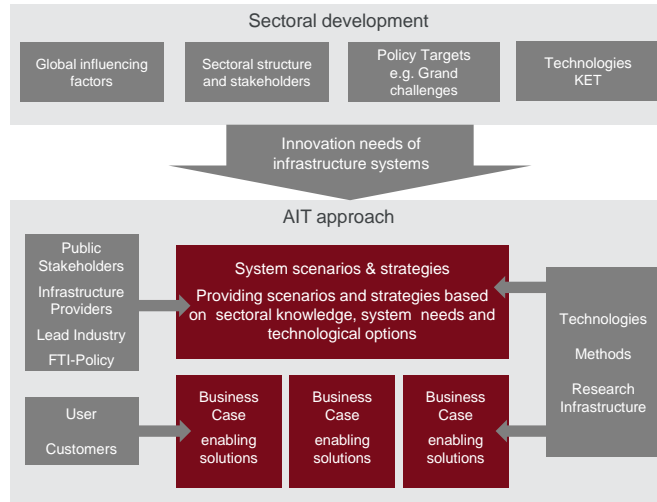 Sectoral development
Global influencing
factors
Sectoral structure
and stakeholders
Policy Targets
e.g. Grand
challenges
Technologies
KET
Innovation needs of
infrastructure systems
AIT approach
Public
Stakeholders
Infrastructure
Providers
Lead Industry
FTI-Policy
System scenarios & strategies
Providing scenarios and strategies based
on sectoral knowledge, system needs and
technological options
Technologies
Methods
Research
Infrastructure
User
Customers
Business
Case
enabling
solutions
Business
Case
enabling
solutions
Business
Case
enabling
solutions